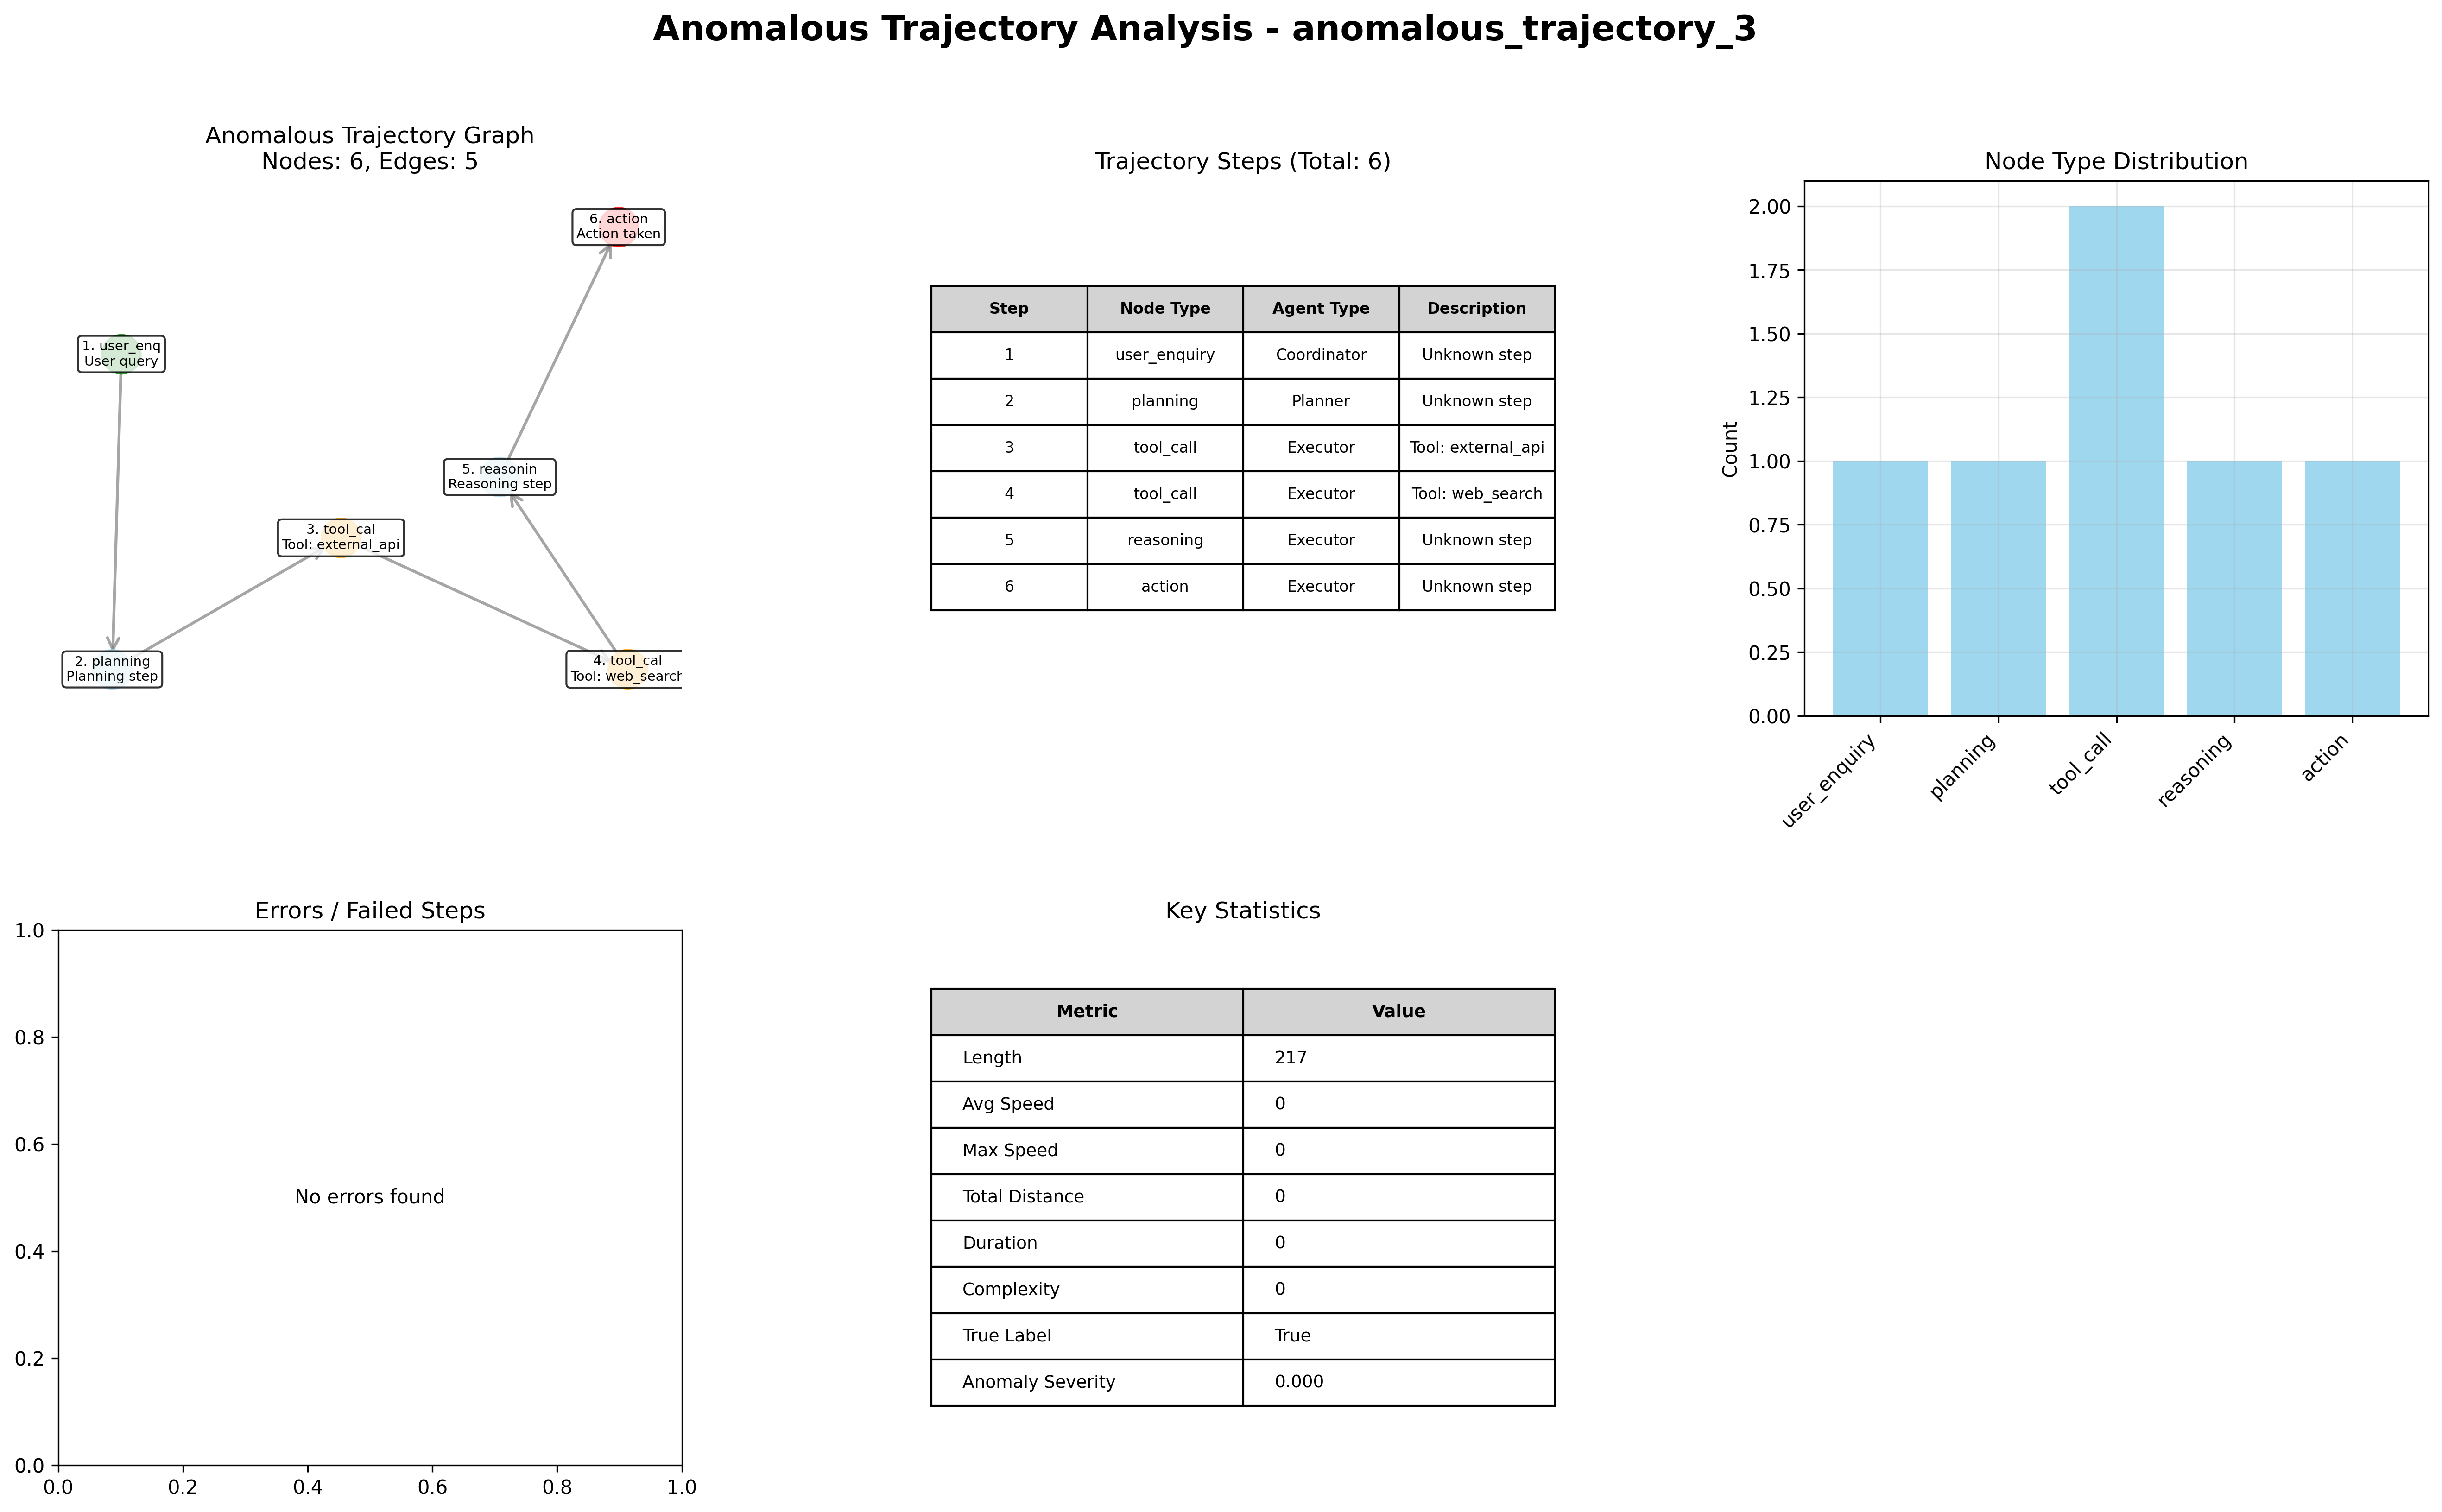 Anomalous Trajectory Analysis - anomalous_trajectory_3
Anomalous Trajectory Graph
Nodes: 6, Edges: 5
6. action
Action taken
1. user_enq
User query
5. reasonin
Reasoning step
3. tool_cal
Tool: external_api
2. planning
Planning step
4. tool_cal
Tool: web_search
Trajectory Steps (Total: 6)
Step Node Type Agent Type Description
1 user_enquiry Coordinator Unknown step
2 planning Planner Unknown step
3 tool_call Executor Tool: external_api
4 tool_call Executor Tool: web_search
5 reasoning Executor Unknown step
6 action Executor Unknown step
Node Type Distribution
Count
2.00
1.75
1.50
1.25
1.00
0.75
0.50
0.25
0.00
user_enquiry
planning
tool_call
reasoning
action
Errors / Failed Steps
1.0
0.8
0.6
0.4
0.2
0.0
No errors found
0.0 0.2 0.4 0.6 0.8 1.0
Key Statistics
Metric Value
Length 217
Avg Speed 0
Max Speed 0
Total Distance 0
Duration 0
Complexity 0
True Label True
Anomaly Severity 0.000